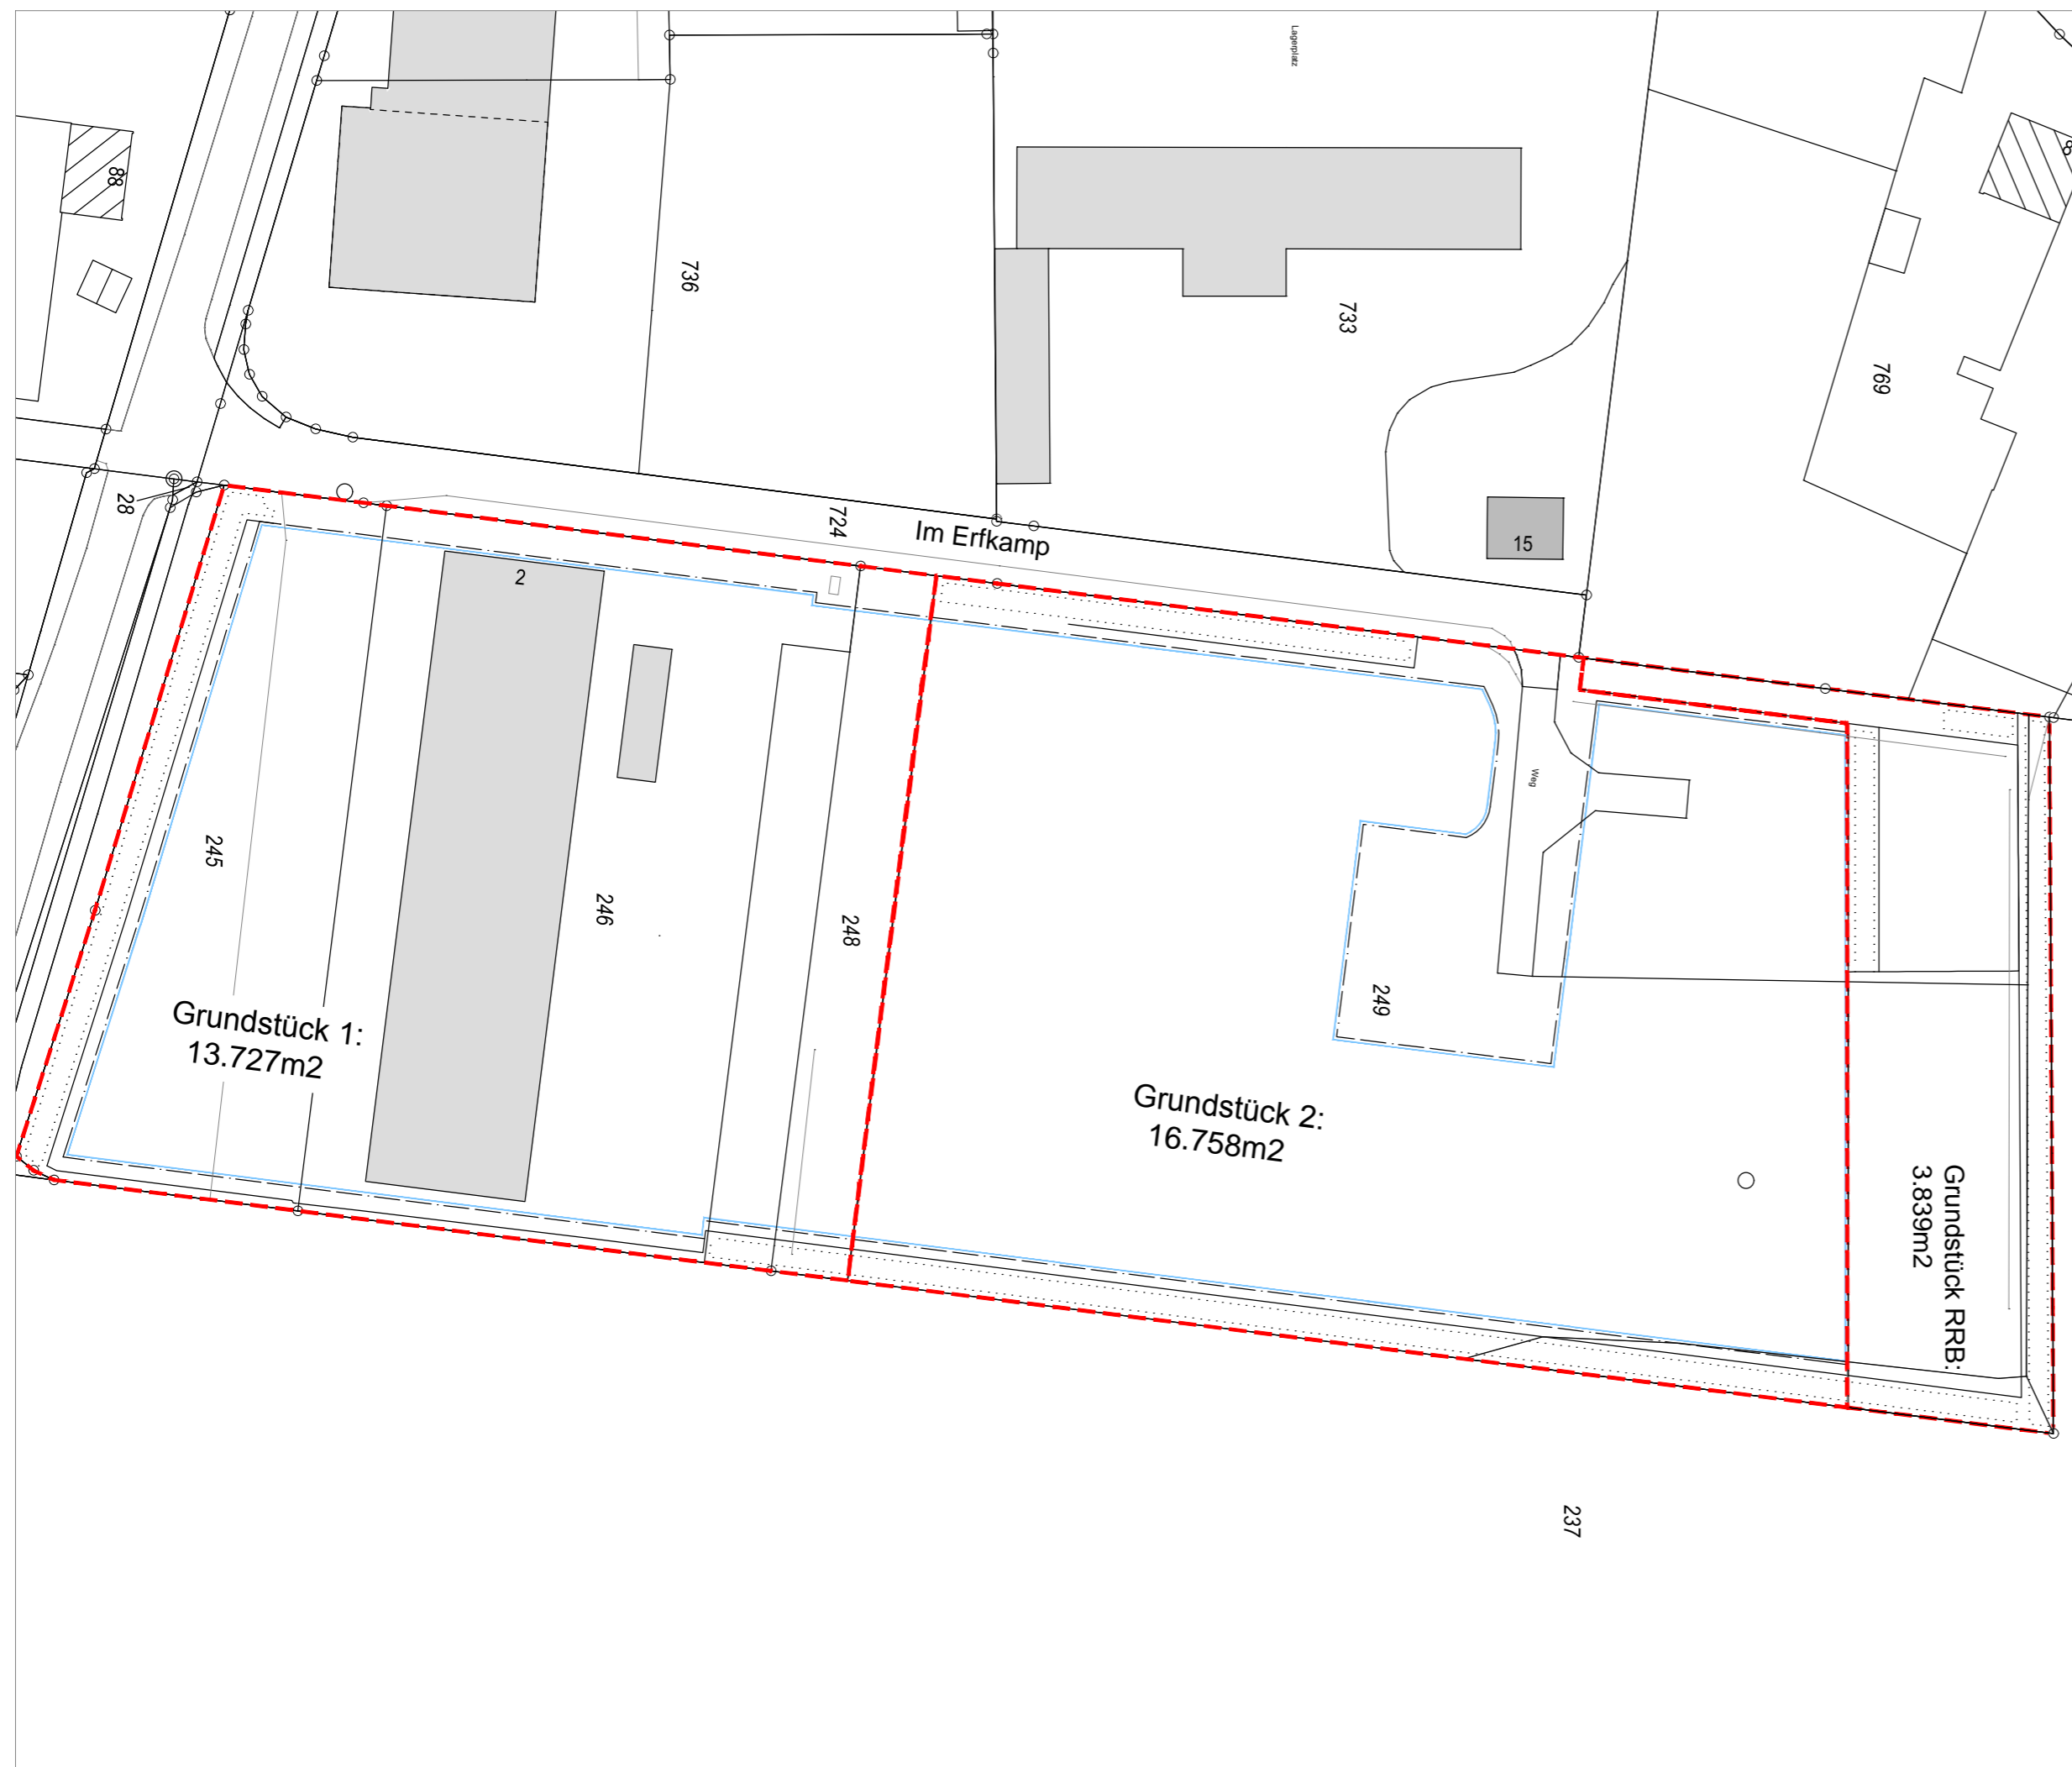 Lagerplatz
88
736
733
769
28
724
Im Erfkamp
15
2
Weg
245
246
248
249
Grundstück 1:
13.727m2
Grundstück 2:
16.758m2
Grundstück RRB:
3.839m2
237